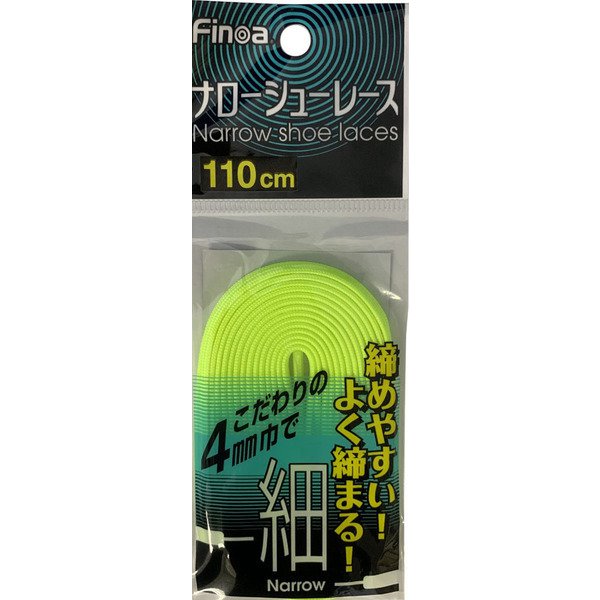 Finoa
ナローシューレース
Narrow shoe laces
110cm
締めやすい!
よく締まる!
こだわりの
4mm巾で
細
Narrow